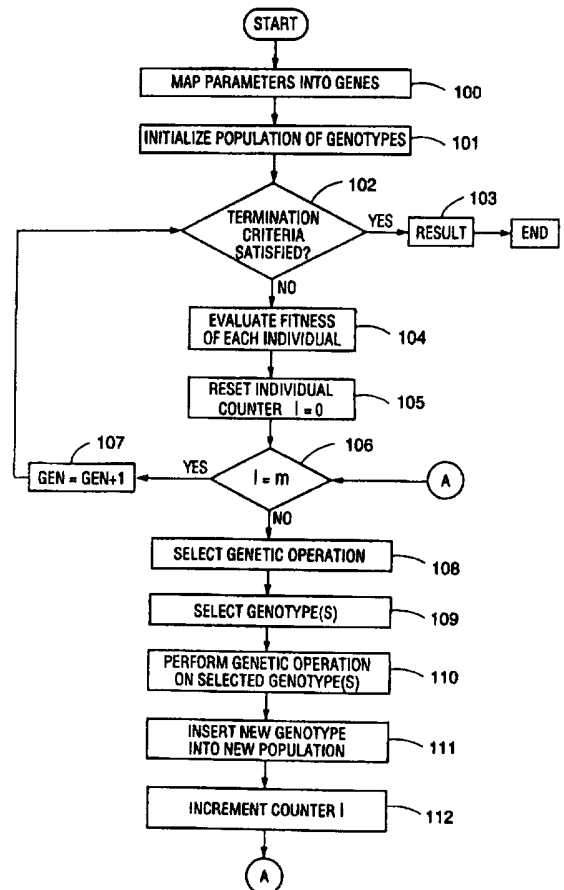 START
MAP PARAMETERS INTO GENES
100
INITIALIZE POPULATION OF GENOTYPES
101
102
TERMINATION
CRITERIA
SATISFIED?
YES
103
RESULT
END
NO
EVALUATE FITNESS
OF EACH INDIVIDUAL
104
RESET INDIVIDUAL
COUNTER I = 0
105
106
107
GEN = GEN+1
YES
I = m
A
NO
SELECT GENETIC OPERATION
108
SELECT GENOTYPE(S)
109
PERFORM GENETIC OPERATION
ON SELECTED GENOTYPE(S)
110
INSERT NEW GENOTYPE
INTO NEW POPULATION
111
INCREMENT COUNTER I
112
A